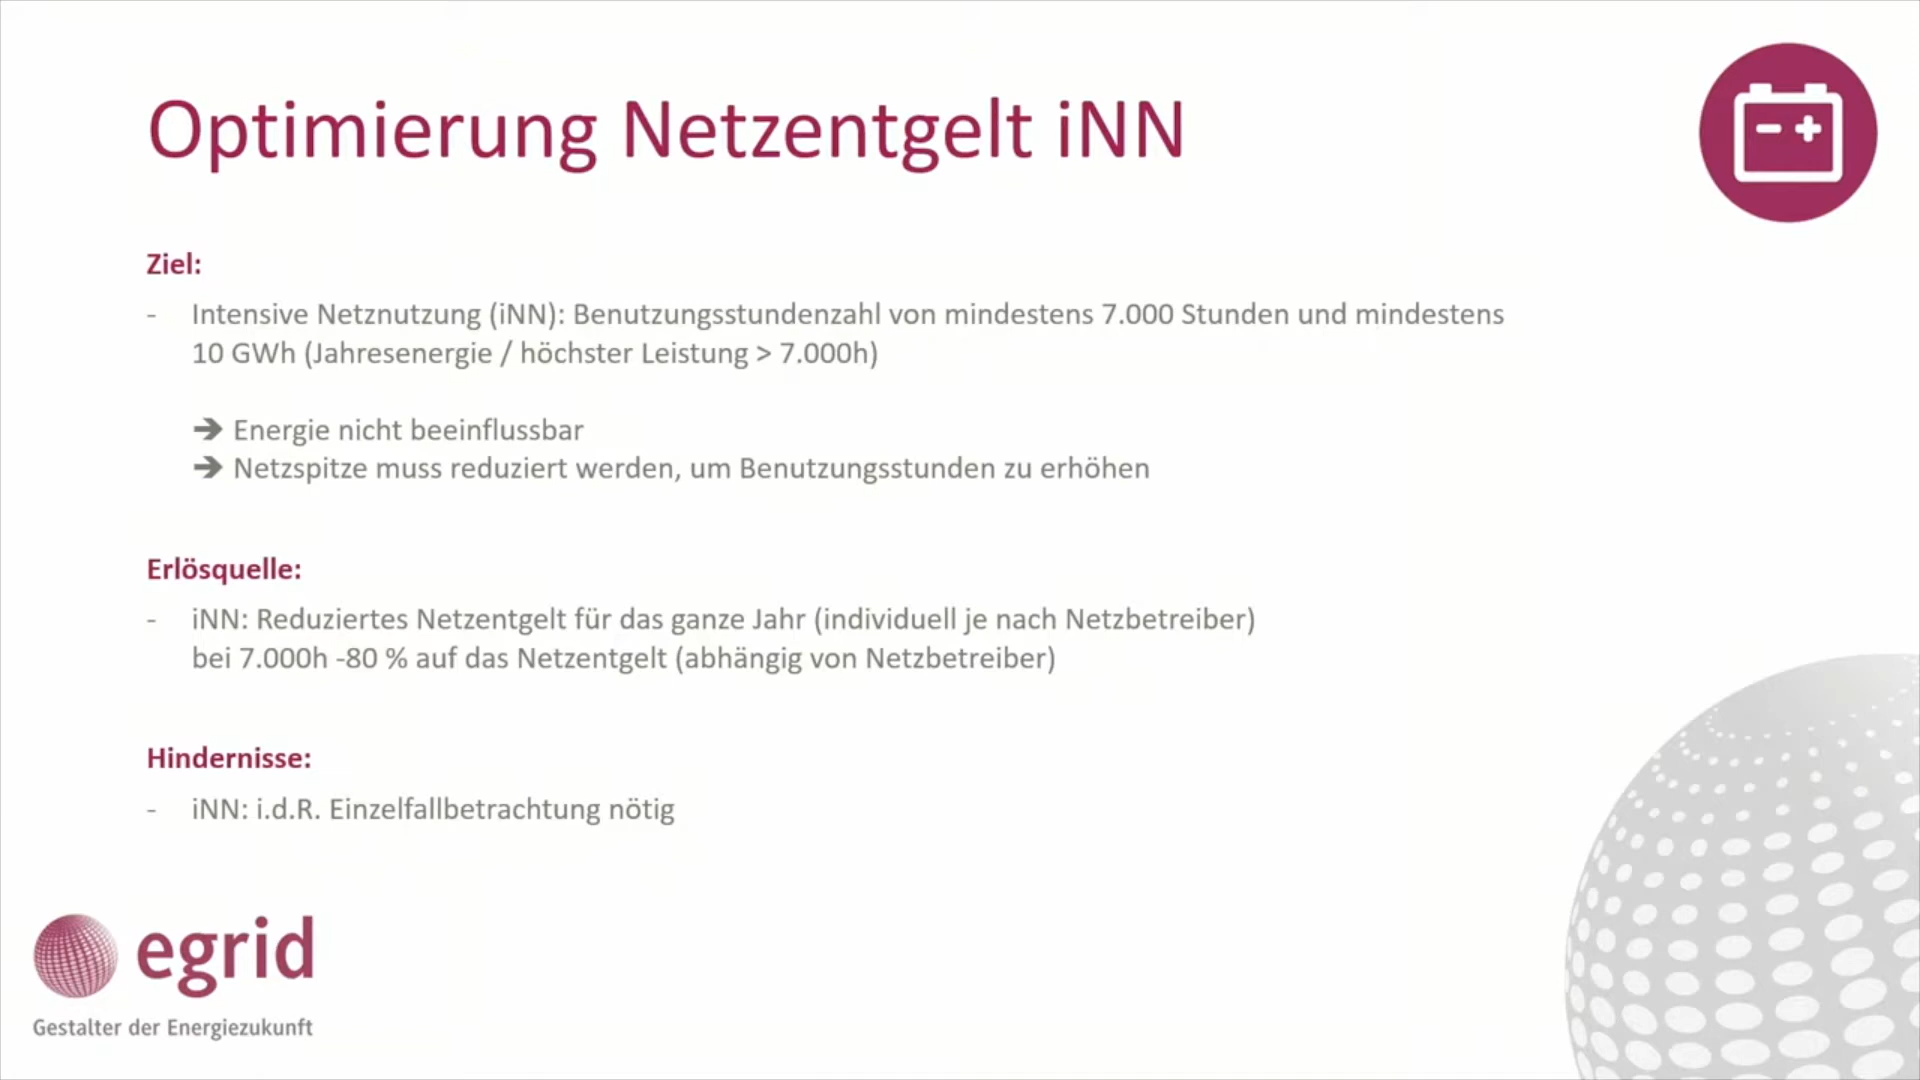 Optimierung Netzentgelt iNN
Ziel:
- Intensive Netznutzung (iNN): Benutzungsstundenzahl von mindestens 7.000 Stunden und mindestens
10 GWh (Jahresenergie / höchster Leistung > 7.000h)
➔ Energie nicht beeinflussbar
➔ Netzspitze muss reduziert werden, um Benutzungsstunden zu erhöhen
Erlösquelle:
- iNN: Reduziertes Netzentgelt für das ganze Jahr (individuell je nach Netzbetreiber)
bei 7.000h -80 % auf das Netzentgelt (abhängig von Netzbetreiber)
Hindernisse:
- iNN: i.d.R. Einzelfallbetrachtung nötig
egrid
Gestalter der Energiezukunft